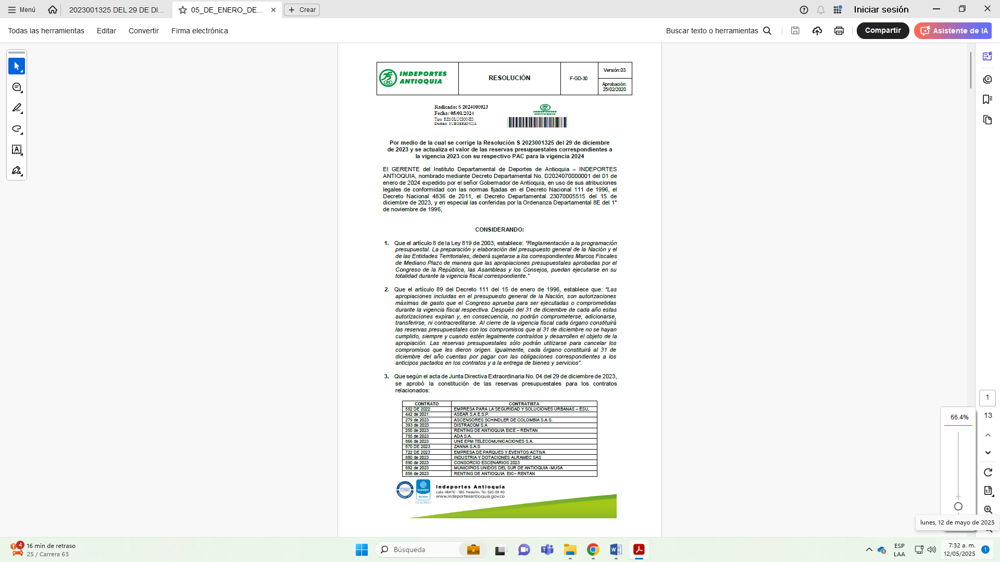 Menú
2023001325 DEL 29 DE DI...
05_DE_ENERO_DE...
Crear
Iniciar sesión
Todas las herramientas
Editar
Convertir
Firma electrónica
Buscar texto o herramientas
Compartir
Asistente de IA
INDEPORTES
ANTIOQUIA
RESOLUCIÓN
F-GD-30
Versión:03
Aprobación:
25/02/2020
Radicado: S 2024000023
Fecha: 05/01/2024
Tipo: RESOLUCIONES
Destino: SUBGERENCIA
INDEPORTES
ANTIOQUIA
Por medio de la cual se corrige la Resolución S 2023001325 del 29 de diciembre
de 2023 y se actualiza el valor de las reservas presupuestales correspondientes a
la vigencia 2023 con su respectivo PAC para la vigencia 2024
El GERENTE del Instituto Departamental de Deportes de Antioquia – INDEPORTES
ANTIOQUIA, nombrado mediante Decreto Departamental No. D2024070000001 del 01 de
enero de 2024 expedido por el señor Gobernador de Antioquia, en uso de sus atribuciones
legales de conformidad con las normas fijadas en el Decreto Nacional 111 de 1996, el
Decreto Nacional 4836 de 2011, el Decreto Departamental 23070005515 del 15 de
diciembre de 2023, y en especial las conferidas por la Ordenanza Departamental 8E del 1°
de noviembre de 1996,
CONSIDERANDO:
1. Que el artículo 8 de la Ley 819 de 2003, establece: “Reglamentación a la programación
presupuestal. La preparación y elaboración del presupuesto general de la Nación y el
de las Entidades Territoriales, deberá sujetarse a los correspondientes Marcos Fiscales
de Mediano Plazo de manera que las apropiaciones presupuestales aprobadas por el
Congreso de la República, las Asambleas y los Consejos, puedan ejecutarse en su
totalidad durante la vigencia fiscal correspondiente.”
2. Que el artículo 89 del Decreto 111 del 15 de enero de 1996, establece que: “Las
apropiaciones incluidas en el presupuesto general de la Nación, son autorizaciones
máximas de gasto que el Congreso aprueba para ser ejecutadas o comprometidas
durante la vigencia fiscal respectiva. Después del 31 de diciembre de cada año estas
autorizaciones expiran y, en consecuencia, no podrán comprometerse, adicionarse,
transferirse, ni contracreditarse. Al cierre de la vigencia fiscal cada órgano constituirá
las reservas presupuestales con los compromisos que al 31 de diciembre no se hayan
cumplido, siempre y cuando estén legalmente contraídos y desarrollen el objeto de la
apropiación. Las reservas presupuestales sólo podrán utilizarse para cancelar los
compromisos que les dieron origen. Igualmente, cada órgano constituirá al 31 de
diciembre del año cuentas por pagar con las obligaciones correspondientes a los
anticipos pactados en los contratos y a la entrega de bienes y servicios”.
3. Que según el acta de Junta Directiva Extraordinaria No. 04 del 29 de diciembre de 2023,
se aprobó la constitución de las reservas presupuestales para los contratos
relacionados:
CONTRATO CONTRATISTA
552 DE 2022 EMPRESA PARA LA SEGURIDAD Y SOLUCIONES URBANAS – ESU,
442 de 2021 ASEAR S.A E.S.P.
279 de 2023 ASCENSORES SCHINDLER DE COLOMBIA S.A.S.
393 de 2023 DISTRACOM S.A
250 de 2023 RENTING DE ANTIOQUIA EICE – RENTAN
755 de 2023 ADA S.A.
866 de 2023 UNE EPM TELECOMUNICACIONES S.A.
870 DE 2023 ZANNA S.A.S
722 DE 2023 EMPRESA DE PARQUES Y EVENTOS ACTIVA
880 de 2023 INDUSTRIA Y DOTACIONES ALRAMEC SAS
890 de 2023 CONSORCIO ESCENARIOS 2023
882 de 2023 MUNICIPIOS UNIDOS DEL SUR DE ANTIOQUIA -MUSA
856 de 2023 RENTING DE ANTIOQUIA EIC– RENTAN
IQNet
icontec
ISO 9001
CO-SC5133-1
Indeportes Antioquia
calle 48#70 - 180. Medellín. Tel: 520 08 90
www.indeportesantioquia.gov.co
1
13
66.4%
lunes, 12 de mayo de 2025
4
16 min de retraso
25 / Carrera 63
Búsqueda
ESP
LAA
7:32 a. m.
12/05/2025
1